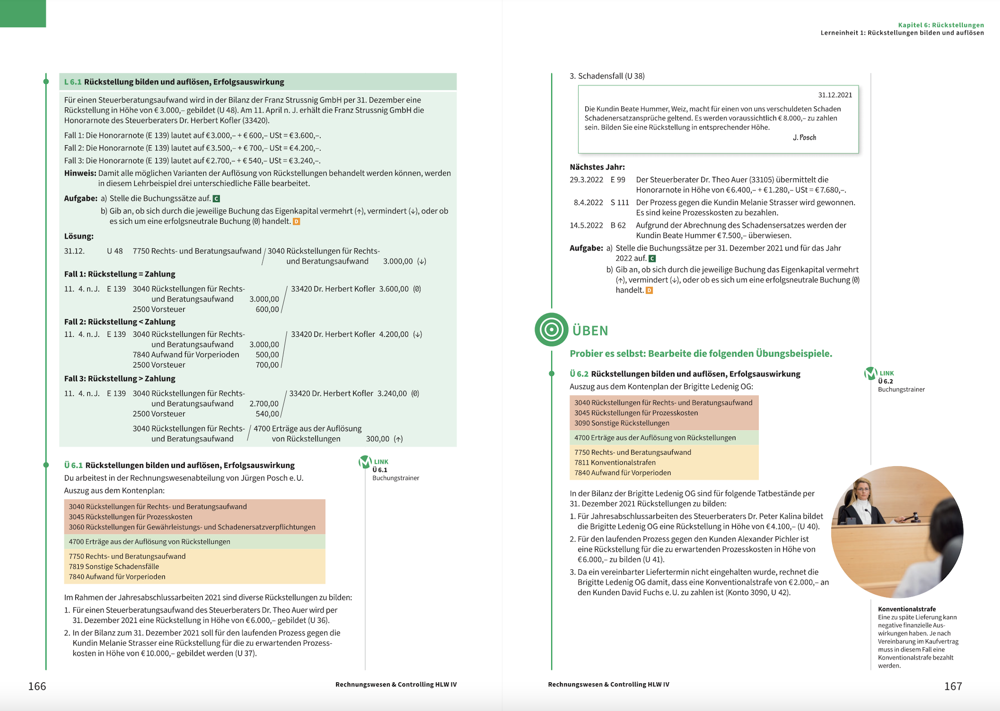 L 6.1 Rückstellung bilden und auflösen, Erfolgsauswirkung
Für einen Steuerberatungsaufwand wird in der Bilanz der Franz Strussnig GmbH per 31. Dezember eine
Rückstellung in Höhe von € 3.000,– gebildet (U 48). Am 11. April n. J. erhält die Franz Strussnig GmbH die
Honorarnote des Steuerberaters Dr. Herbert Kofler (33420).
Fall 1: Die Honorarnote (E 139) lautet auf € 3.000,– + € 600,– USt = € 3.600,–.
Fall 2: Die Honorarnote (E 139) lautet auf € 3.500,– + € 700,– USt = € 4.200,–.
Fall 3: Die Honorarnote (E 139) lautet auf € 2.700,– + € 540,– USt = € 3.240,–.
Hinweis: Damit alle möglichen Varianten der Auflösung von Rückstellungen behandelt werden können, werden
in diesem Lehrbeispiel drei unterschiedliche Fälle bearbeitet.
Aufgabe: a) Stelle die Buchungssätze auf. C
b) Gib an, ob sich durch die jeweilige Buchung das Eigenkapital vermehrt (↑), vermindert (↓), oder ob
es sich um eine erfolgsneutrale Buchung (0) handelt. D
Lösung:
31.12. U 48 7750 Rechts- und Beratungsaufwand / 3040 Rückstellungen für Rechts-
und Beratungsaufwand 3.000,00 (↓)
Fall 1: Rückstellung = Zahlung
11. 4. n. J. E 139 3040 Rückstellungen für Rechts- / 33420 Dr. Herbert Kofler 3.600,00 (0)
und Beratungsaufwand 3.000,00
2500 Vorsteuer 600,00
Fall 2: Rückstellung < Zahlung
11. 4. n. J. E 139 3040 Rückstellungen für Rechts- / 33420 Dr. Herbert Kofler 4.200,00 (↓)
und Beratungsaufwand 3.000,00
7840 Aufwand für Vorperioden 500,00
2500 Vorsteuer 700,00
Fall 3: Rückstellung > Zahlung
11. 4. n. J. E 139 3040 Rückstellungen für Rechts- / 33420 Dr. Herbert Kofler 3.240,00 (0)
und Beratungsaufwand 2.700,00
2500 Vorsteuer 540,00
3040 Rückstellungen für Rechts- / 4700 Erträge aus der Auflösung
und Beratungsaufwand von Rückstellungen 300,00 (↑)
Ü 6.1 Rückstellungen bilden und auflösen, Erfolgsauswirkung
Du arbeitest in der Rechnungswesenabteilung von Jürgen Posch e. U.
Auszug aus dem Kontenplan:
3040 Rückstellungen für Rechts- und Beratungsaufwand
3045 Rückstellungen für Prozesskosten
3060 Rückstellungen für Gewährleistungs- und Schadenersatzverpflichtungen
4700 Erträge aus der Auflösung von Rückstellungen
7750 Rechts- und Beratungsaufwand
7819 Sonstige Schadensfälle
7840 Aufwand für Vorperioden
Im Rahmen der Jahresabschlussarbeiten 2021 sind diverse Rückstellungen zu bilden:
1. Für einen Steuerberatungsaufwand des Steuerberaters Dr. Theo Auer wird per
31. Dezember 2021 eine Rückstellung in Höhe von € 6.000,– gebildet (U 36).
2. In der Bilanz zum 31. Dezember 2021 soll für den laufenden Prozess gegen die
Kundin Melanie Strasser eine Rückstellung für die zu erwartenden Prozess-
kosten in Höhe von € 10.000,– gebildet werden (U 37).
M LINK
Ü 6.1
Buchungstrainer
166
Rechnungswesen & Controlling HLW IV
Kapitel 6: Rückstellungen
Lerneinheit 1: Rückstellungen bilden und auflösen
3. Schadensfall (U 38)
31.12.2021
Die Kundin Beate Hummer, Weiz, macht für einen von uns verschuldeten Schaden
Schadenersatzansprüche geltend. Es werden voraussichtlich € 8.000,– zu zahlen
sein. Bilden Sie eine Rückstellung in entsprechender Höhe.
J. Posch
Nächstes Jahr:
29.3.2022 E 99 Der Steuerberater Dr. Theo Auer (33105) übermittelt die
Honorarnote in Höhe von € 6.400,– + € 1.280,– USt = € 7.680,–.
8.4.2022 S 111 Der Prozess gegen die Kundin Melanie Strasser wird gewonnen.
Es sind keine Prozesskosten zu bezahlen.
14.5.2022 B 62 Aufgrund der Abrechnung des Schadensersatzes werden der
Kundin Beate Hummer € 7.500,– überwiesen.
Aufgabe: a) Stelle die Buchungssätze per 31. Dezember 2021 und für das Jahr
2022 auf. C
b) Gib an, ob sich durch die jeweilige Buchung das Eigenkapital vermehrt
(↑), vermindert (↓), oder ob es sich um eine erfolgsneutrale Buchung (0)
handelt. D
ÜBEN
Probier es selbst: Bearbeite die folgenden Übungsbeispiele.
Ü 6.2 Rückstellungen bilden und auflösen, Erfolgsauswirkung
Auszug aus dem Kontenplan der Brigitte Ledenig OG:
3040 Rückstellungen für Rechts- und Beratungsaufwand
3045 Rückstellungen für Prozesskosten
3090 Sonstige Rückstellungen
4700 Erträge aus der Auflösung von Rückstellungen
7750 Rechts- und Beratungsaufwand
7811 Konventionalstrafen
7840 Aufwand für Vorperioden
In der Bilanz der Brigitte Ledenig OG sind für folgende Tatbestände per
31. Dezember 2021 Rückstellungen zu bilden:
1. Für Jahresabschlussarbeiten des Steuerberaters Dr. Peter Kalina bildet
die Brigitte Ledenig OG eine Rückstellung in Höhe von € 4.100,– (U 40).
2. Für den laufenden Prozess gegen den Kunden Alexander Pichler ist
eine Rückstellung für die zu erwartenden Prozesskosten in Höhe von
€ 6.000,– zu bilden (U 41).
3. Da ein vereinbarter Liefertermin nicht eingehalten wurde, rechnet die
Brigitte Ledenig OG damit, dass eine Konventionalstrafe von € 2.000,– an
den Kunden David Fuchs e. U. zu zahlen ist (Konto 3090, U 42).
M LINK
Ü 6.2
Buchungstrainer
Konventionalstrafe
Eine zu späte Lieferung kann
negative finanzielle Aus-
wirkungen haben. Je nach
Vereinbarung im Kaufvertrag
muss in diesem Fall eine
Konventionalstrafe bezahlt
werden.
Rechnungswesen & Controlling HLW IV
167